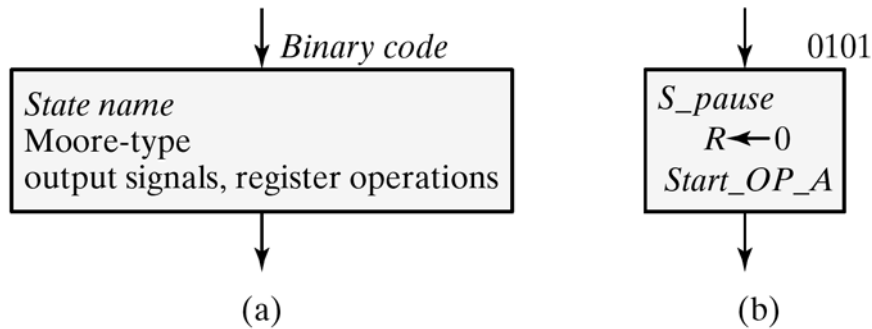 Binary code
State name
Moore-type
output signals, register operations
(a)
0101
S_pause
R←0
Start_OP_A
(b)